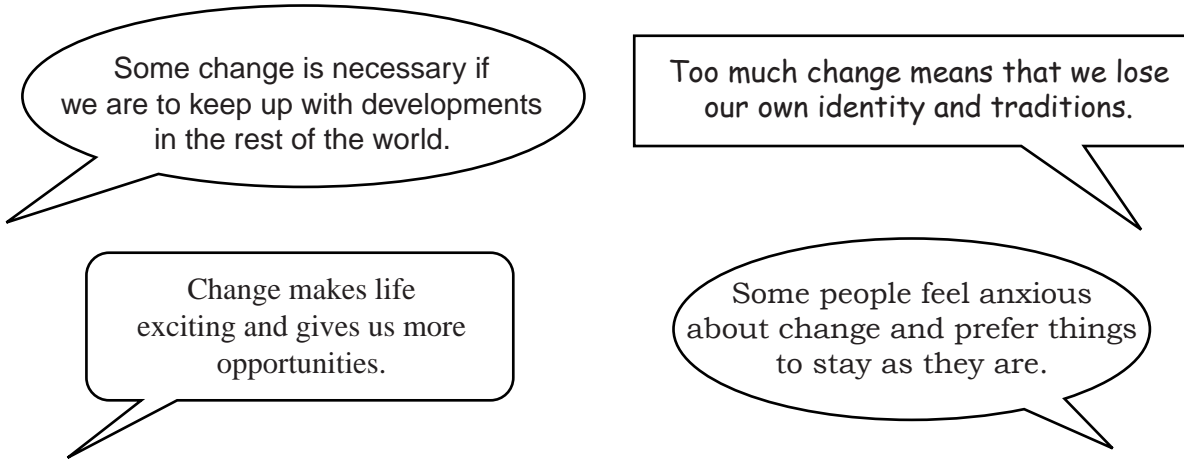 Some change is necessary if
we are to keep up with developments
in the rest of the world.
Too much change means that we lose
our own identity and traditions.
Change makes life
exciting and gives us more
opportunities.
Some people feel anxious
about change and prefer things
to stay as they are.